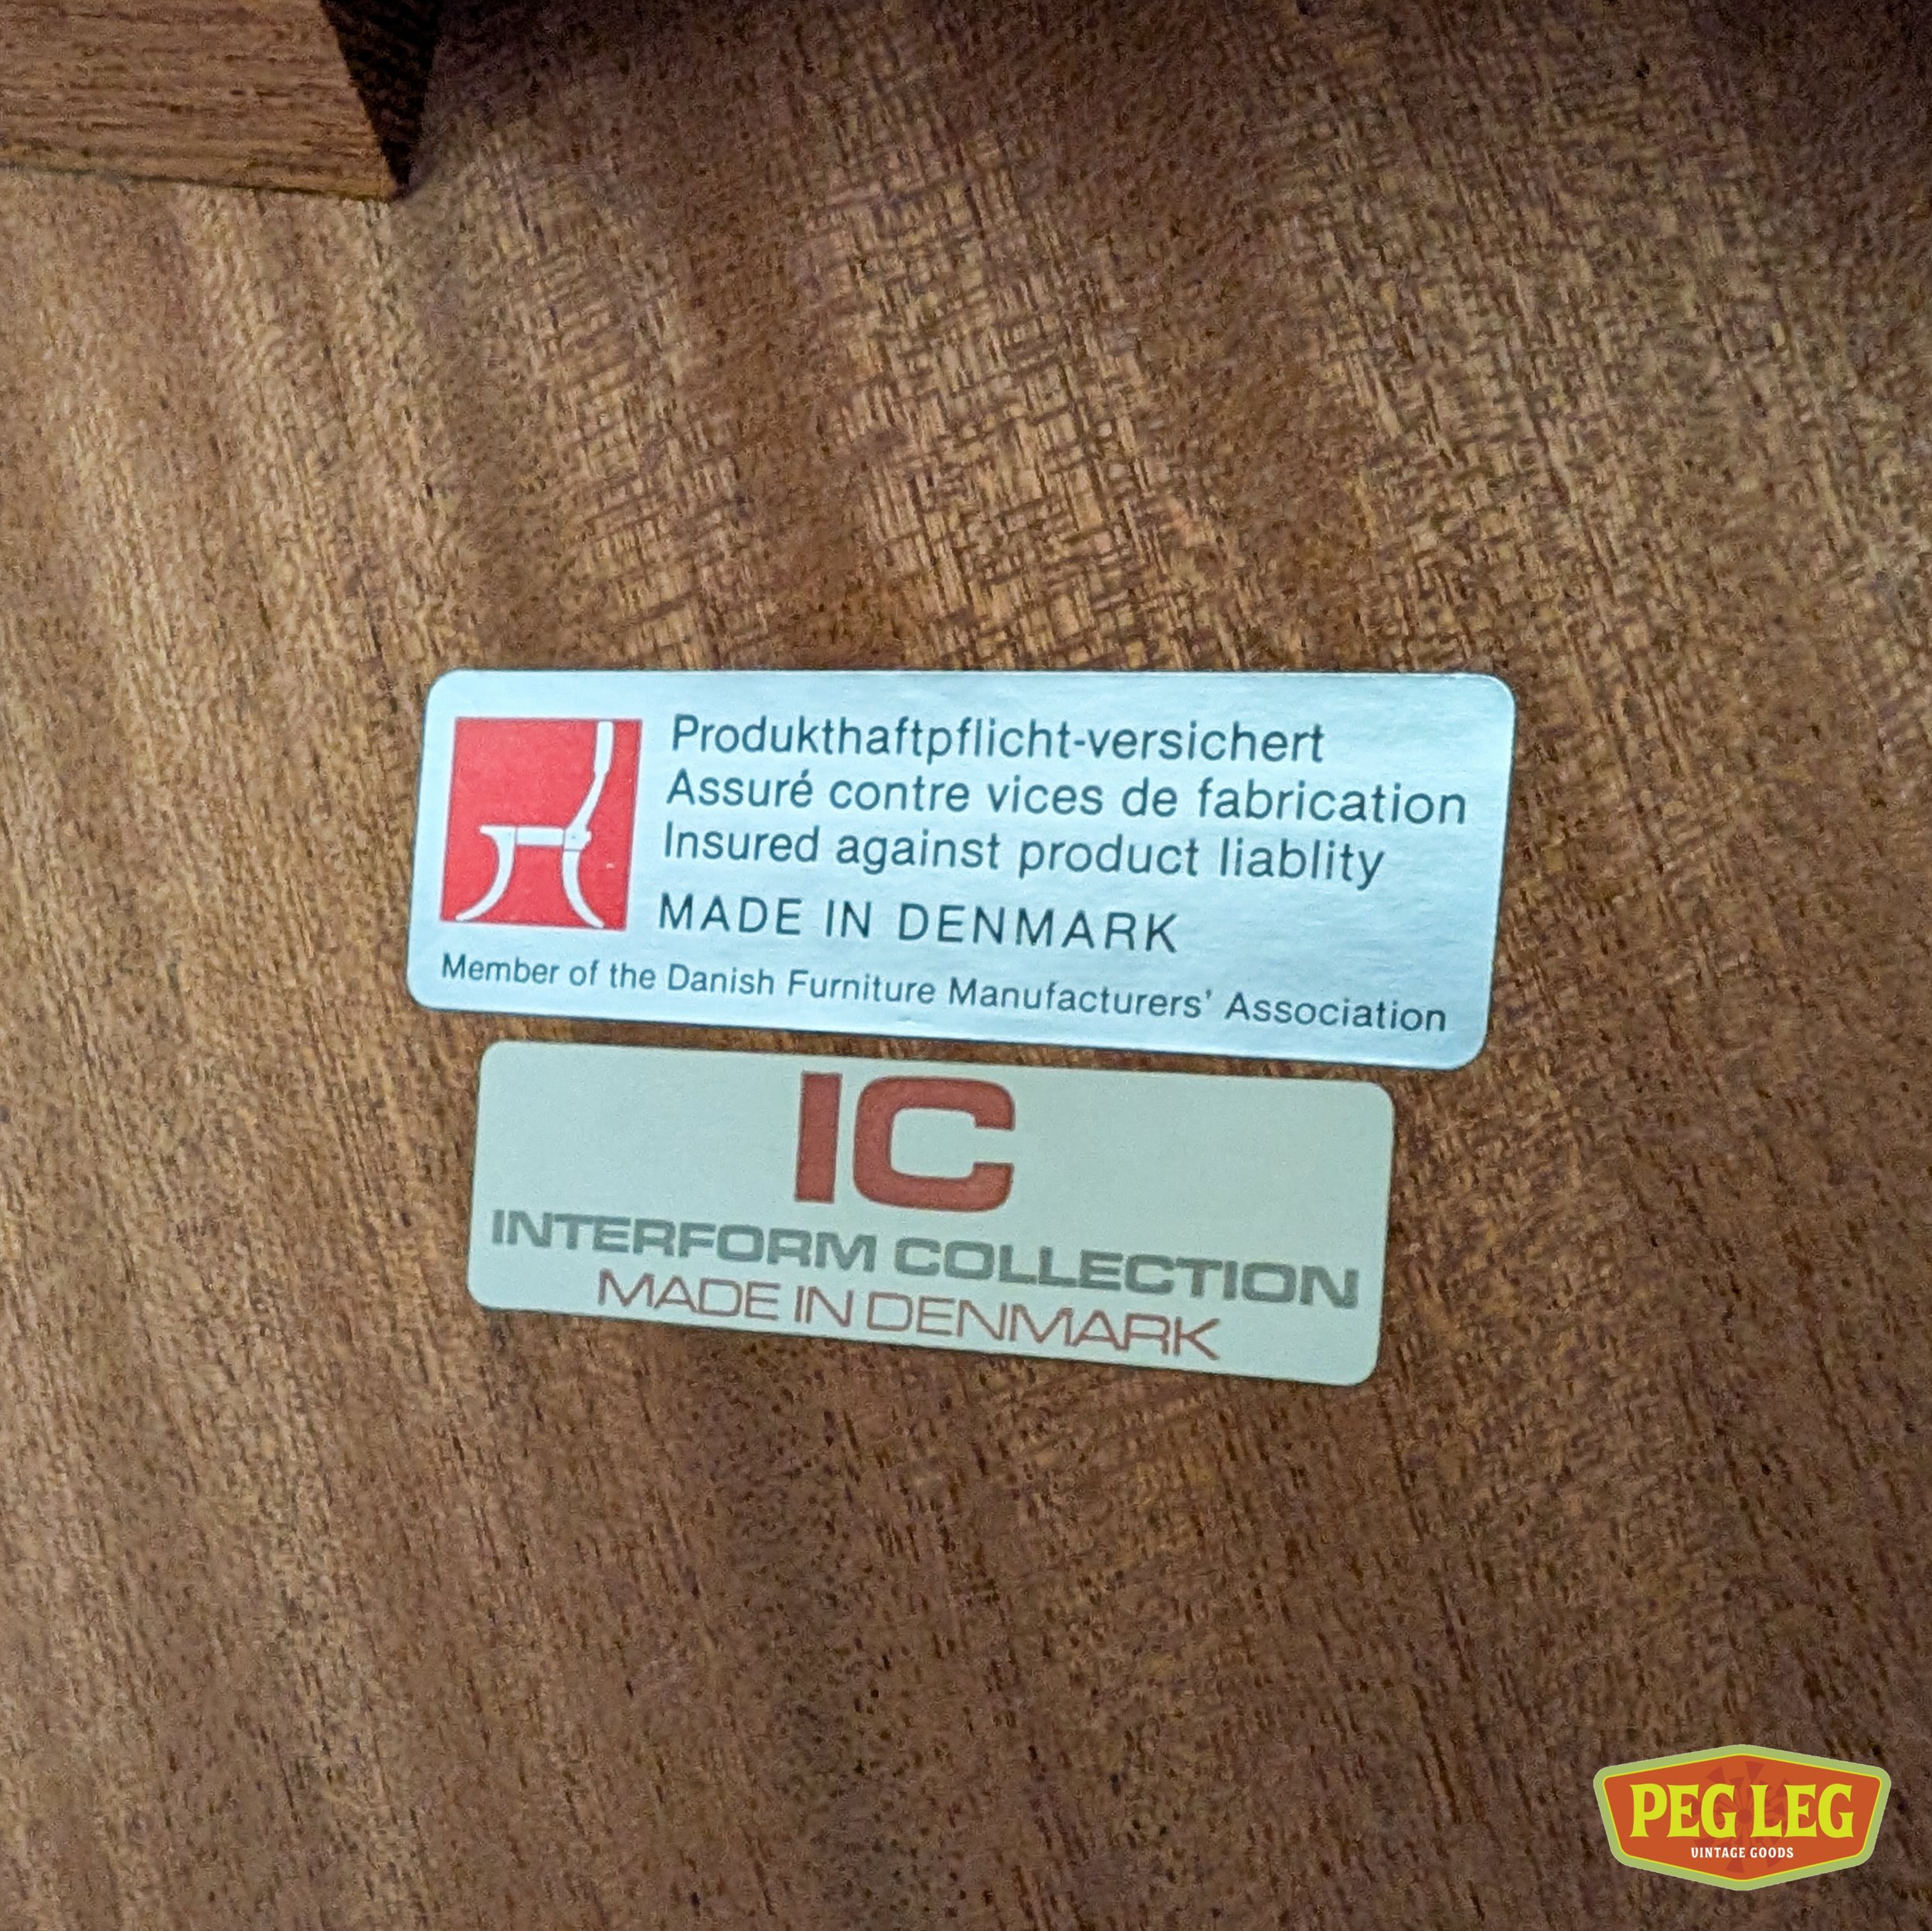 Produkthaftpflicht-versichert
Assuré contre vices de fabrication
Insured against product liablity
MADE IN DENMARK
Member of the Danish Furniture Manufacturers' Association
IC
INTERFORM COLLECTION
MADE IN DENMARK
PEG LEG
VINTAGE GOODS